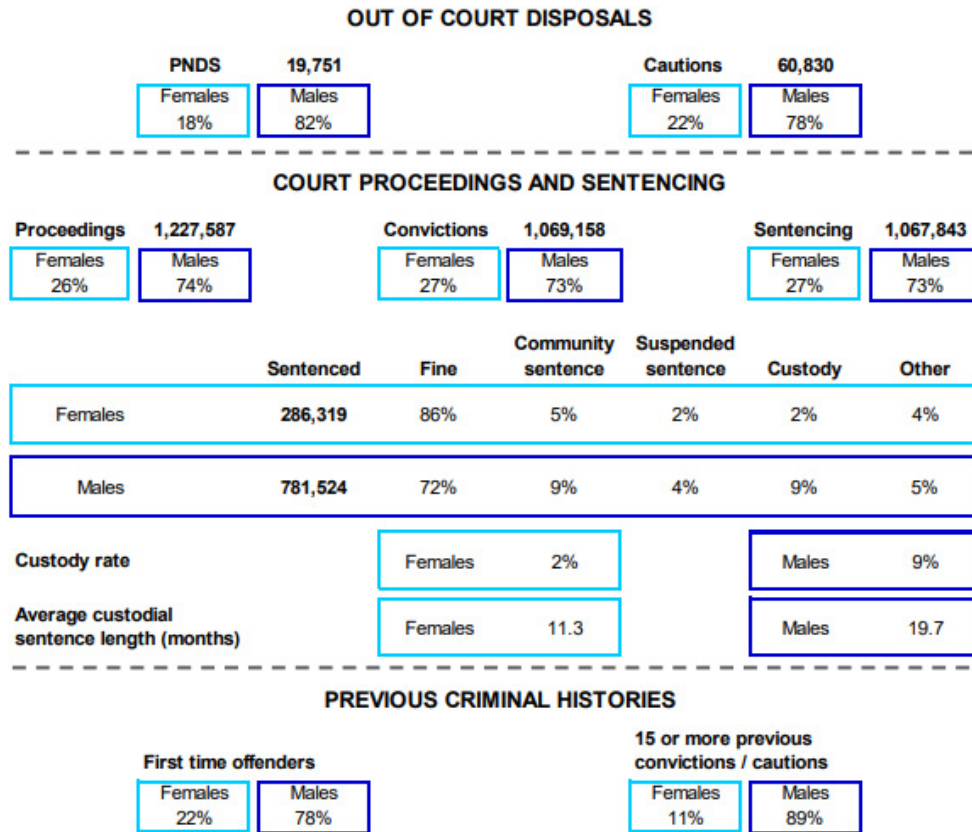 OUT OF COURT DISPOSALS
PNDS 19,751 Cautions 60,830
Females Males Females Males
18% 82% 22% 78%
COURT PROCEEDINGS AND SENTENCING
Proceedings 1,227,587 Convictions 1,069,158 Sentencing 1,067,843
Females Males Females Males Females Males
26% 74% 27% 73% 27% 73%
Community Suspended
Sentenced Fine sentence sentence Custody Other
Females 286,319 86% 5% 2% 2% 4%
Males 781,524 72% 9% 4% 9% 5%
Custody rate Females 2% Males 9%
Average custodial
sentence length (months) Females 11.3 Males 19.7
PREVIOUS CRIMINAL HISTORIES
15 or more previous
First time offenders convictions / cautions
Females Males Females Males
22% 78% 11% 89%